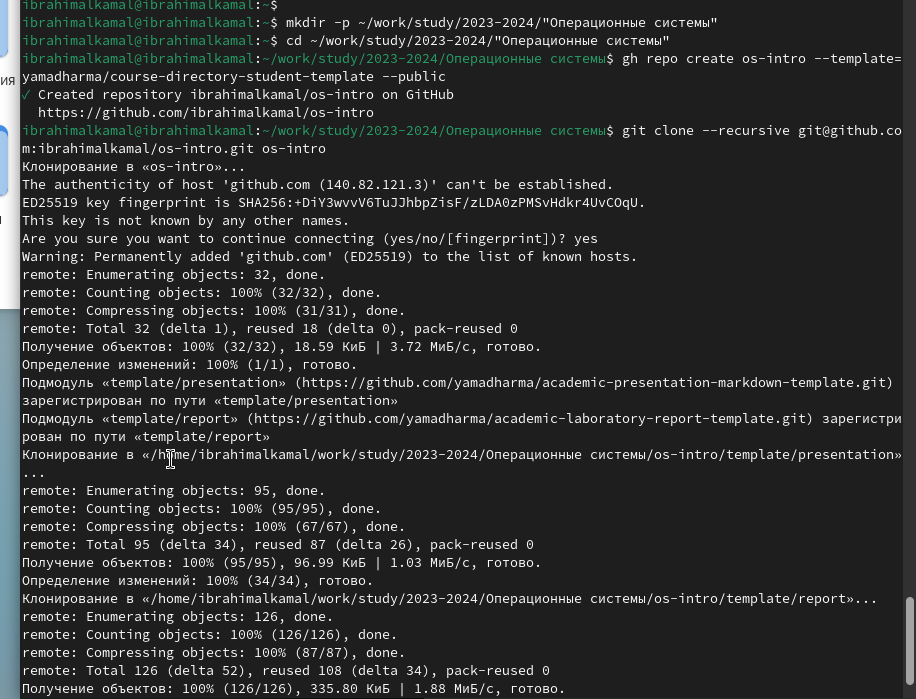 ibrahimalkamal@ibrahimalkamal:~$
ibrahimalkamal@ibrahimalkamal:~$ mkdir -p ~/work/study/2023-2024/"Операционные системы"
ibrahimalkamal@ibrahimalkamal:~$ cd ~/work/study/2023-2024/"Операционные системы"
ibrahimalkamal@ibrahimalkamal:~/work/study/2023-2024/Операционные системы$ gh repo create os-intro --template=
yamadharma/course-directory-student-template --public
✓ Created repository ibrahimalkamal/os-intro on GitHub
  https://github.com/ibrahimalkamal/os-intro
ibrahimalkamal@ibrahimalkamal:~/work/study/2023-2024/Операционные системы$ git clone --recursive git@github.co
m:ibrahimalkamal/os-intro.git os-intro
Клонирование в «os-intro»...
The authenticity of host 'github.com (140.82.121.3)' can't be established.
ED25519 key fingerprint is SHA256:+DiY3wvvV6TuJJhbpZisF/zLDA0zPMSvHdkr4UvCOqU.
This key is not known by any other names.
Are you sure you want to continue connecting (yes/no/[fingerprint])? yes
Warning: Permanently added 'github.com' (ED25519) to the list of known hosts.
remote: Enumerating objects: 32, done.
remote: Counting objects: 100% (32/32), done.
remote: Compressing objects: 100% (31/31), done.
remote: Total 32 (delta 1), reused 18 (delta 0), pack-reused 0
Получение объектов: 100% (32/32), 18.59 КиБ | 3.72 МиБ/с, готово.
Определение изменений: 100% (1/1), готово.
Подмодуль «template/presentation» (https://github.com/yamadharma/academic-presentation-markdown-template.git)
зарегистрирован по пути «template/presentation»
Подмодуль «template/report» (https://github.com/yamadharma/academic-laboratory-report-template.git) зарегистри
рован по пути «template/report»
Клонирование в «/home/ibrahimalkamal/work/study/2023-2024/Операционные системы/os-intro/template/presentation»
...
remote: Enumerating objects: 95, done.
remote: Counting objects: 100% (95/95), done.
remote: Compressing objects: 100% (67/67), done.
remote: Total 95 (delta 34), reused 87 (delta 26), pack-reused 0
Получение объектов: 100% (95/95), 96.99 КиБ | 1.03 МиБ/с, готово.
Определение изменений: 100% (34/34), готово.
Клонирование в «/home/ibrahimalkamal/work/study/2023-2024/Операционные системы/os-intro/template/report»...
remote: Enumerating objects: 126, done.
remote: Counting objects: 100% (126/126), done.
remote: Compressing objects: 100% (87/87), done.
remote: Total 126 (delta 52), reused 108 (delta 34), pack-reused 0
Получение объектов: 100% (126/126), 335.80 КиБ | 1.88 МиБ/с, готово.